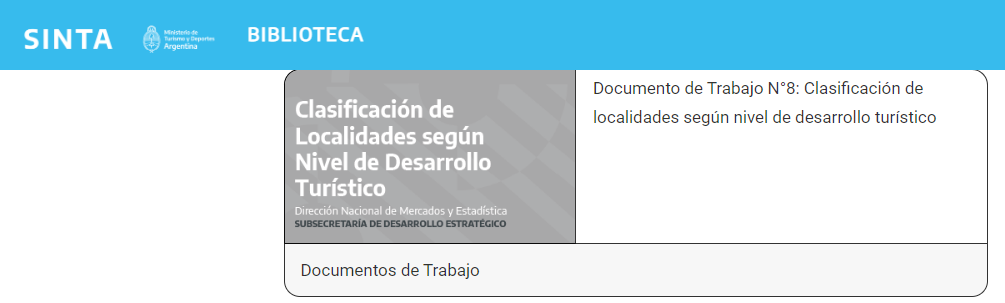 SINTA
Ministerio de
Turismo y Deportes
Argentina
BIBLIOTECA
Clasificación de
Localidades según
Nivel de Desarrollo
Turístico
Dirección Nacional de Mercados y Estadística
SUBSECRETARÍA DE DESARROLLO ESTRATÉGICO
Documento de Trabajo N°8: Clasificación de
localidades según nivel de desarrollo turístico
Documentos de Trabajo